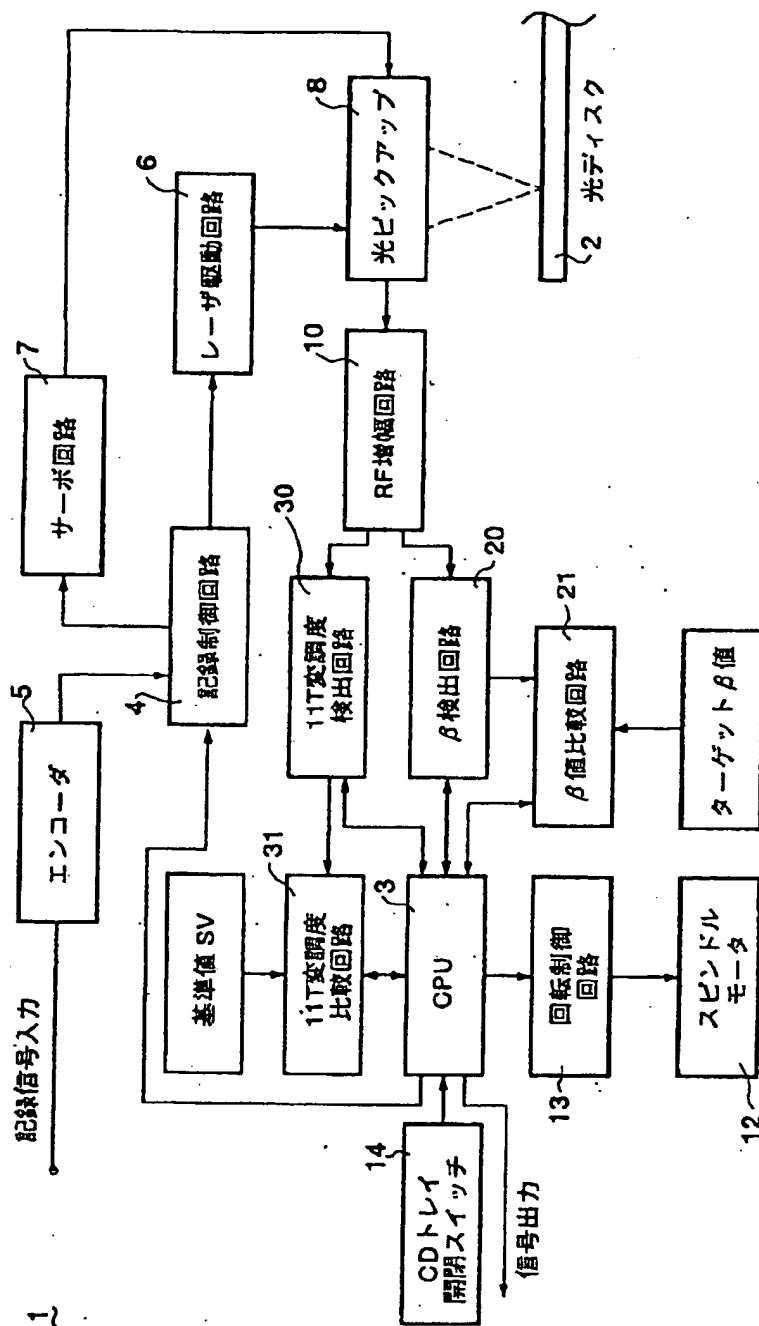 1
記録信号入力
エンコーダ
5
サーボ回路
7
記録制御回路
4
レーザ駆動回路
6
光ピックアップ
8
2
光ディスク
RF増幅回路
10
基準値 SV
11T変調度
比較回路
31
11T変調度
検出回路
30
CPU
3
β検出回路
20
CDトレイ
開閉スイッチ
14
信号出力
回転制御
回路
13
β値比較回路
21
スピンドル
モータ
12
ターゲットβ値